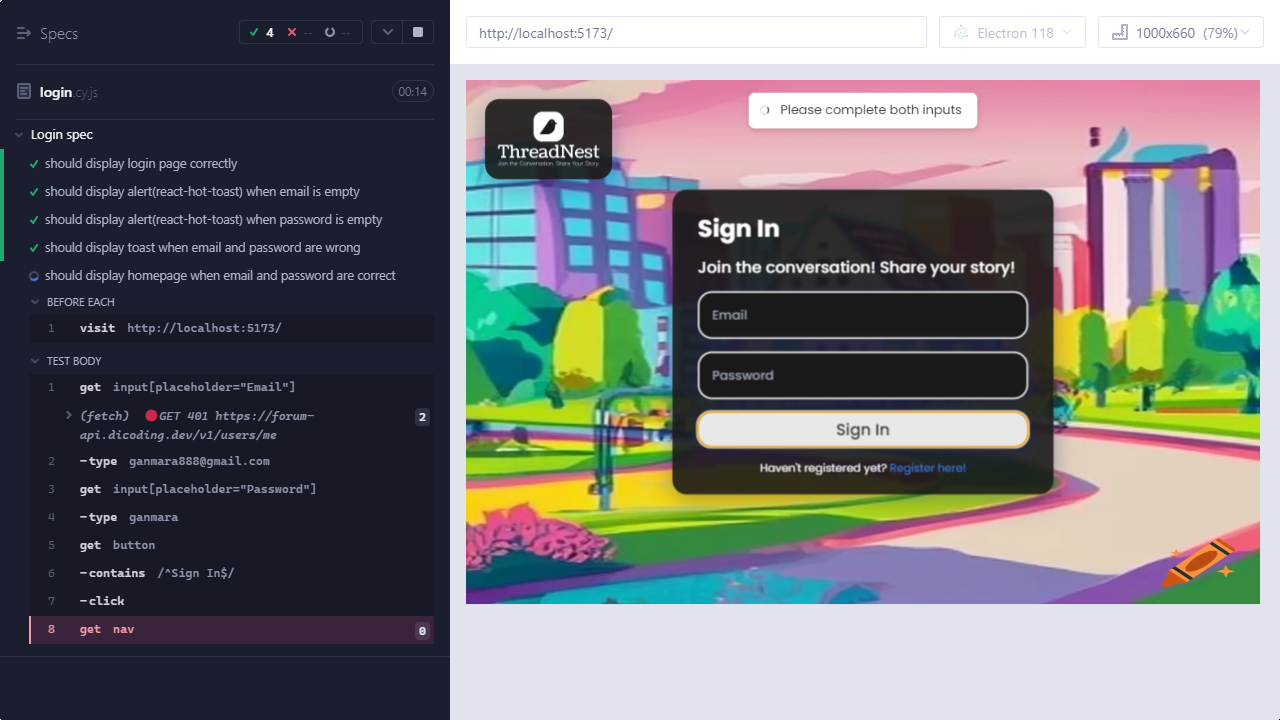 Specs
4
--
--
login cy.js
00:14
Login spec
should display login page correctly
should display alert(react-hot-toast) when email is empty
should display alert(react-hot-toast) when password is empty
should display toast when email and password are wrong
should display homepage when email and password are correct
BEFORE EACH
1 visit http://localhost:5173/
TEST BODY
1 get input[placeholder="Email"]
(fetch) GET 401 https://forum-
api.dicoding.dev/v1/users/me
2
2 -type ganmara888@gmail.com
3 get input[placeholder="Password"]
4 -type ganmara
5 get button
6 -contains /^Sign In$/
7 -click
8 get nav 0
http://localhost:5173/
Electron 118
1000x660 (79%)
Please complete both inputs
ThreadNest
Join the Conversation. Share Your Story.
Sign In
Join the conversation! Share your story!
Email
Password
Sign In
Haven't registered yet? Register here!